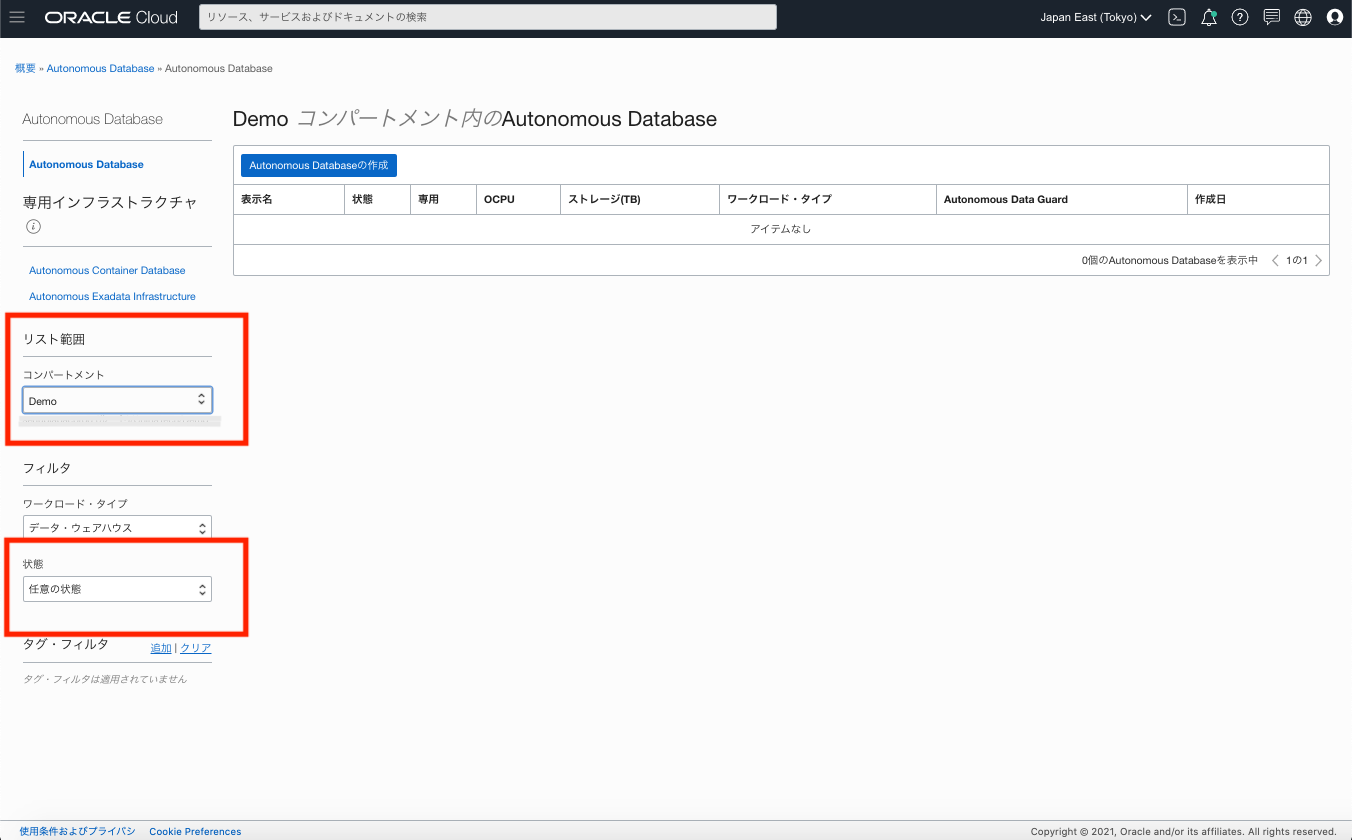 ORACLE Cloud
リソース、サービスおよびドキュメントの検索
Japan East (Tokyo)
概要 » Autonomous Database » Autonomous Database
Autonomous Database
Autonomous Database
専用インフラストラクチャ
Autonomous Container Database
Autonomous Exadata Infrastructure
リスト範囲
コンパートメント
Demo
フィルタ
ワークロード・タイプ
データ・ウェアハウス
状態
任意の状態
タグ・フィルタ 追加 | クリア
タグ・フィルタは適用されていません
Demo コンパートメント内のAutonomous Database
Autonomous Databaseの作成
表示名 状態 専用 OCPU ストレージ(TB) ワークロード・タイプ Autonomous Data Guard 作成日
アイテムなし
0個のAutonomous Databaseを表示中 1の1
使用条件およびプライバシ Cookie Preferences
Copyright © 2021, Oracle and/or its affiliates. All rights reserved.